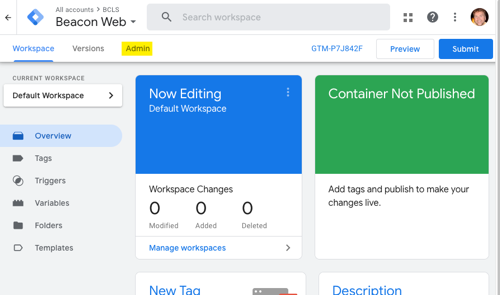 All accounts > BCLS
Beacon Web
Search workspace
Workspace
Versions
Admin
GTM-P7J842F
Preview
Submit
CURRENT WORKSPACE
Default Workspace
Overview
Tags
Triggers
Variables
Folders
Templates
Now Editing
Default Workspace
Workspace Changes
0 0 0
Modified Added Deleted
Manage workspaces
Container Not Published
Add tags and publish to make your
changes live.
New Tag
Description